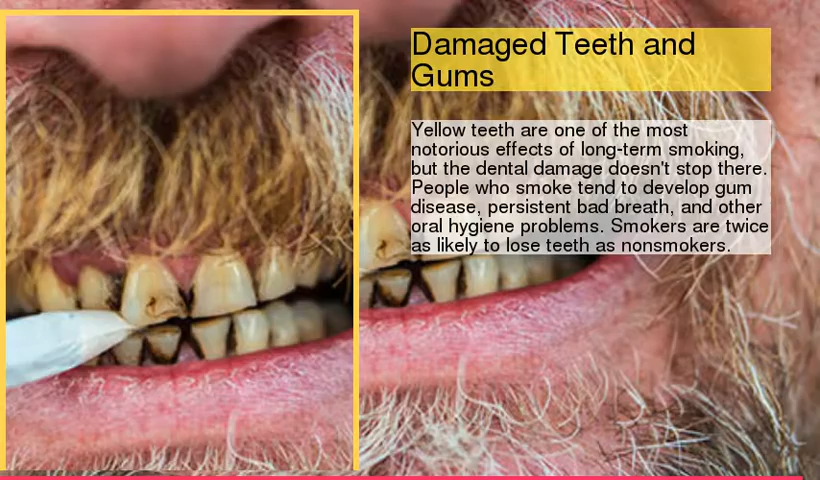 Damaged Teeth and
Gums
Yellow teeth are one of the most
notorious effects of long-term smoking,
but the dental damage doesn't stop there.
People who smoke tend to develop gum
disease, persistent bad breath, and other
oral hygiene problems. Smokers are twice
as likely to lose teeth as nonsmokers.